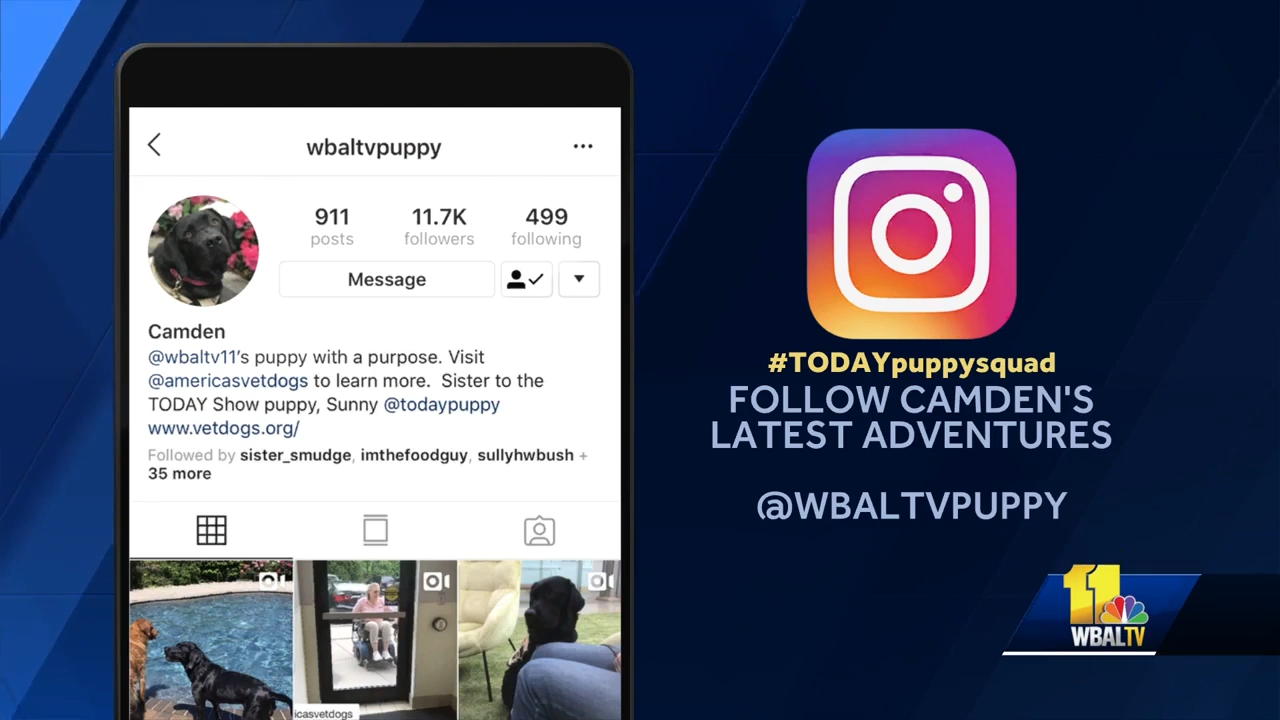 wbaltvpuppy
911
posts
11.7K
followers
499
following
Message
Camden
@wbaltv11's puppy with a purpose. Visit
@americasvetdogs to learn more. Sister to the
TODAY Show puppy, Sunny @todaypuppy
www.vetdogs.org/
Followed by sister_smudge, imthefoodguy, sullyhwbush +
35 more
icasvetdogs
#TODAYpuppysquad
FOLLOW CAMDEN'S
LATEST ADVENTURES
@WBALTVPUPPY
11
WBALTV